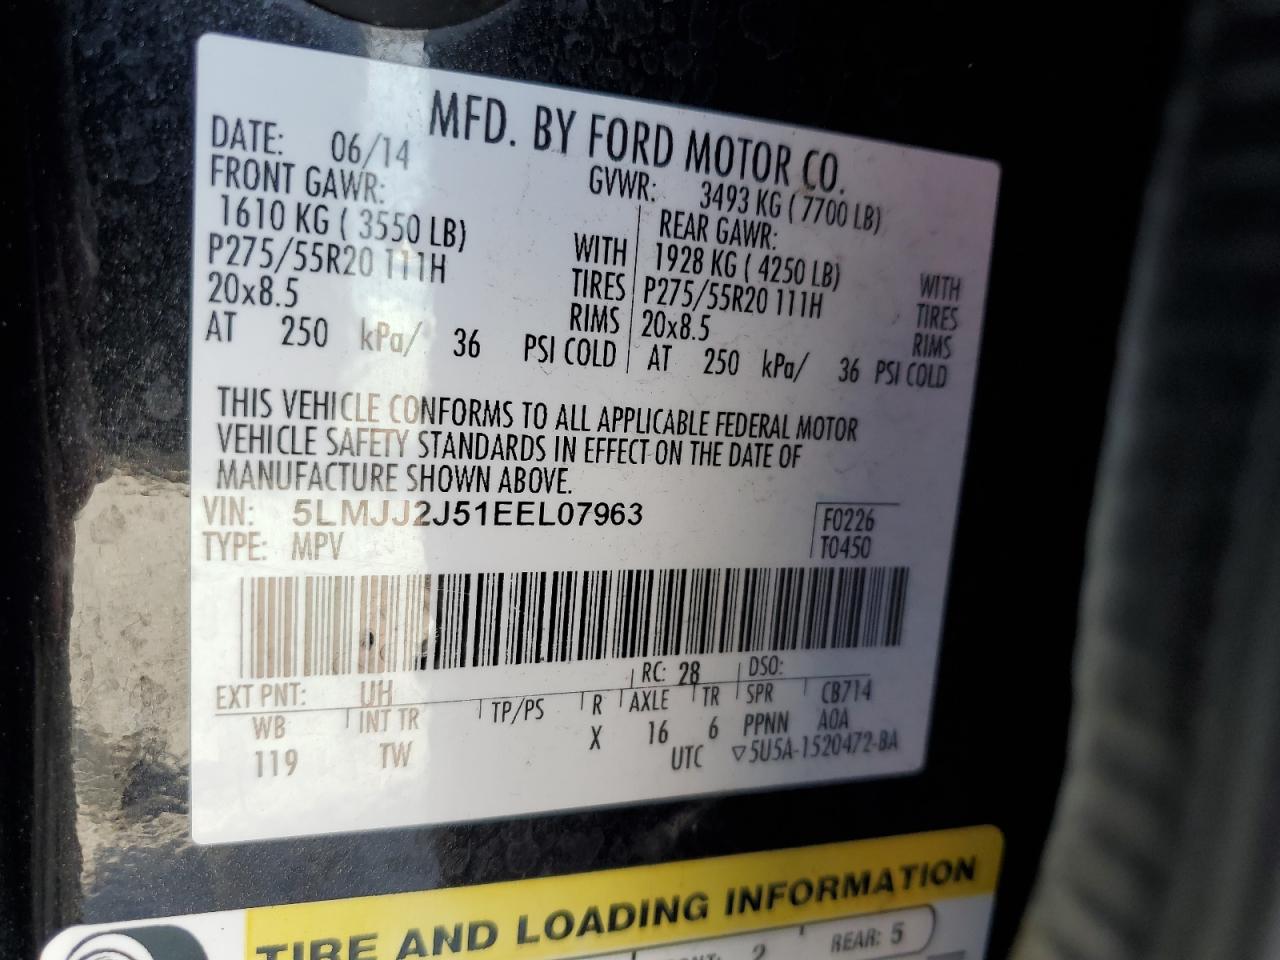 MFD. BY FORD MOTOR CO.
DATE: 06/14 GVWR: 3493 KG ( 7700 LB)
FRONT GAWR: REAR GAWR:
1610 KG ( 3550 LB) WITH 1928 KG ( 4250 LB) WITH
P275/55R20 111H TIRES P275/55R20 111H TIRES
20x8.5 RIMS 20x8.5 RIMS
AT 250 kPa/ 36 PSI COLD AT 250 kPa/ 36 PSI COLD
THIS VEHICLE CONFORMS TO ALL APPLICABLE FEDERAL MOTOR
VEHICLE SAFETY STANDARDS IN EFFECT ON THE DATE OF
MANUFACTURE SHOWN ABOVE.
VIN: 5LMJJ2J51EEL07963 F0226
TYPE: MPV T0450
RC: 28 DSO:
EXT PNT: UH
WB INT TR TP/PS R AXLE TR SPR CB714
119 TW X 16 6 PPNN A0A
UTC ▽5U5A-1520472-BA
TIRE AND LOADING INFORMATION
2 REAR: 5